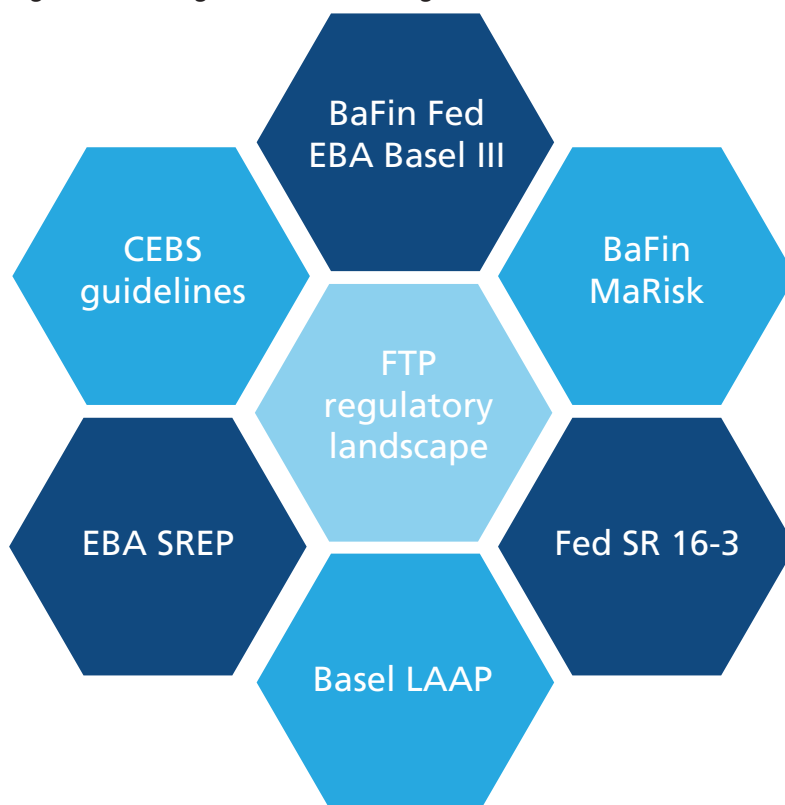 BaFin Fed
EBA Basel III
CEBS
guidelines
BaFin
MaRisk
FTP
regulatory
landscape
EBA SREP
Fed SR 16-3
Basel LAAP